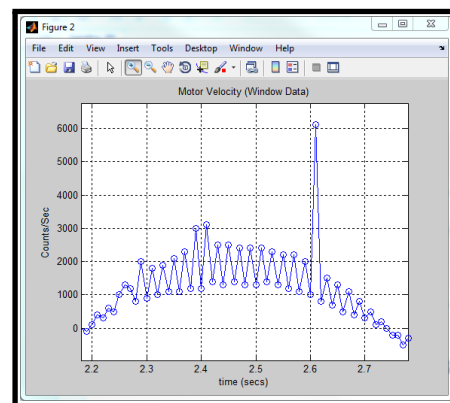 Figure 2
File Edit View Insert Tools Desktop Window Help
Motor Velocity (Window Data)
6000
5000
4000
3000
2000
1000
0
Counts/Sec
2.2 2.3 2.4 2.5 2.6 2.7
time (secs)